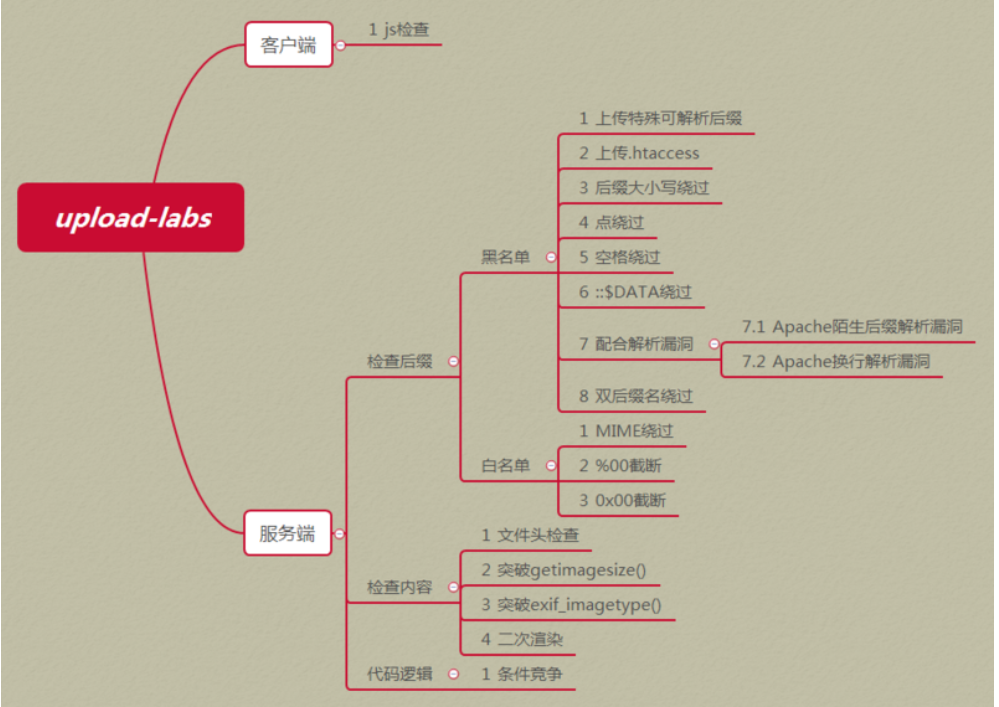 upload-labs
客户端
1 js检查
服务端
检查后缀
黑名单
1 上传特殊可解析后缀
2 上传.htaccess
3 后缀大小写绕过
4 点绕过
5 空格绕过
6 ::$DATA绕过
7 配合解析漏洞
7.1 Apache陌生后缀解析漏洞
7.2 Apache换行解析漏洞
8 双后缀名绕过
白名单
1 MIME绕过
2 %00截断
3 0x00截断
检查内容
1 文件头检查
2 突破getimagesize()
3 突破exif_imagetype()
4 二次渲染
代码逻辑
1 条件竞争